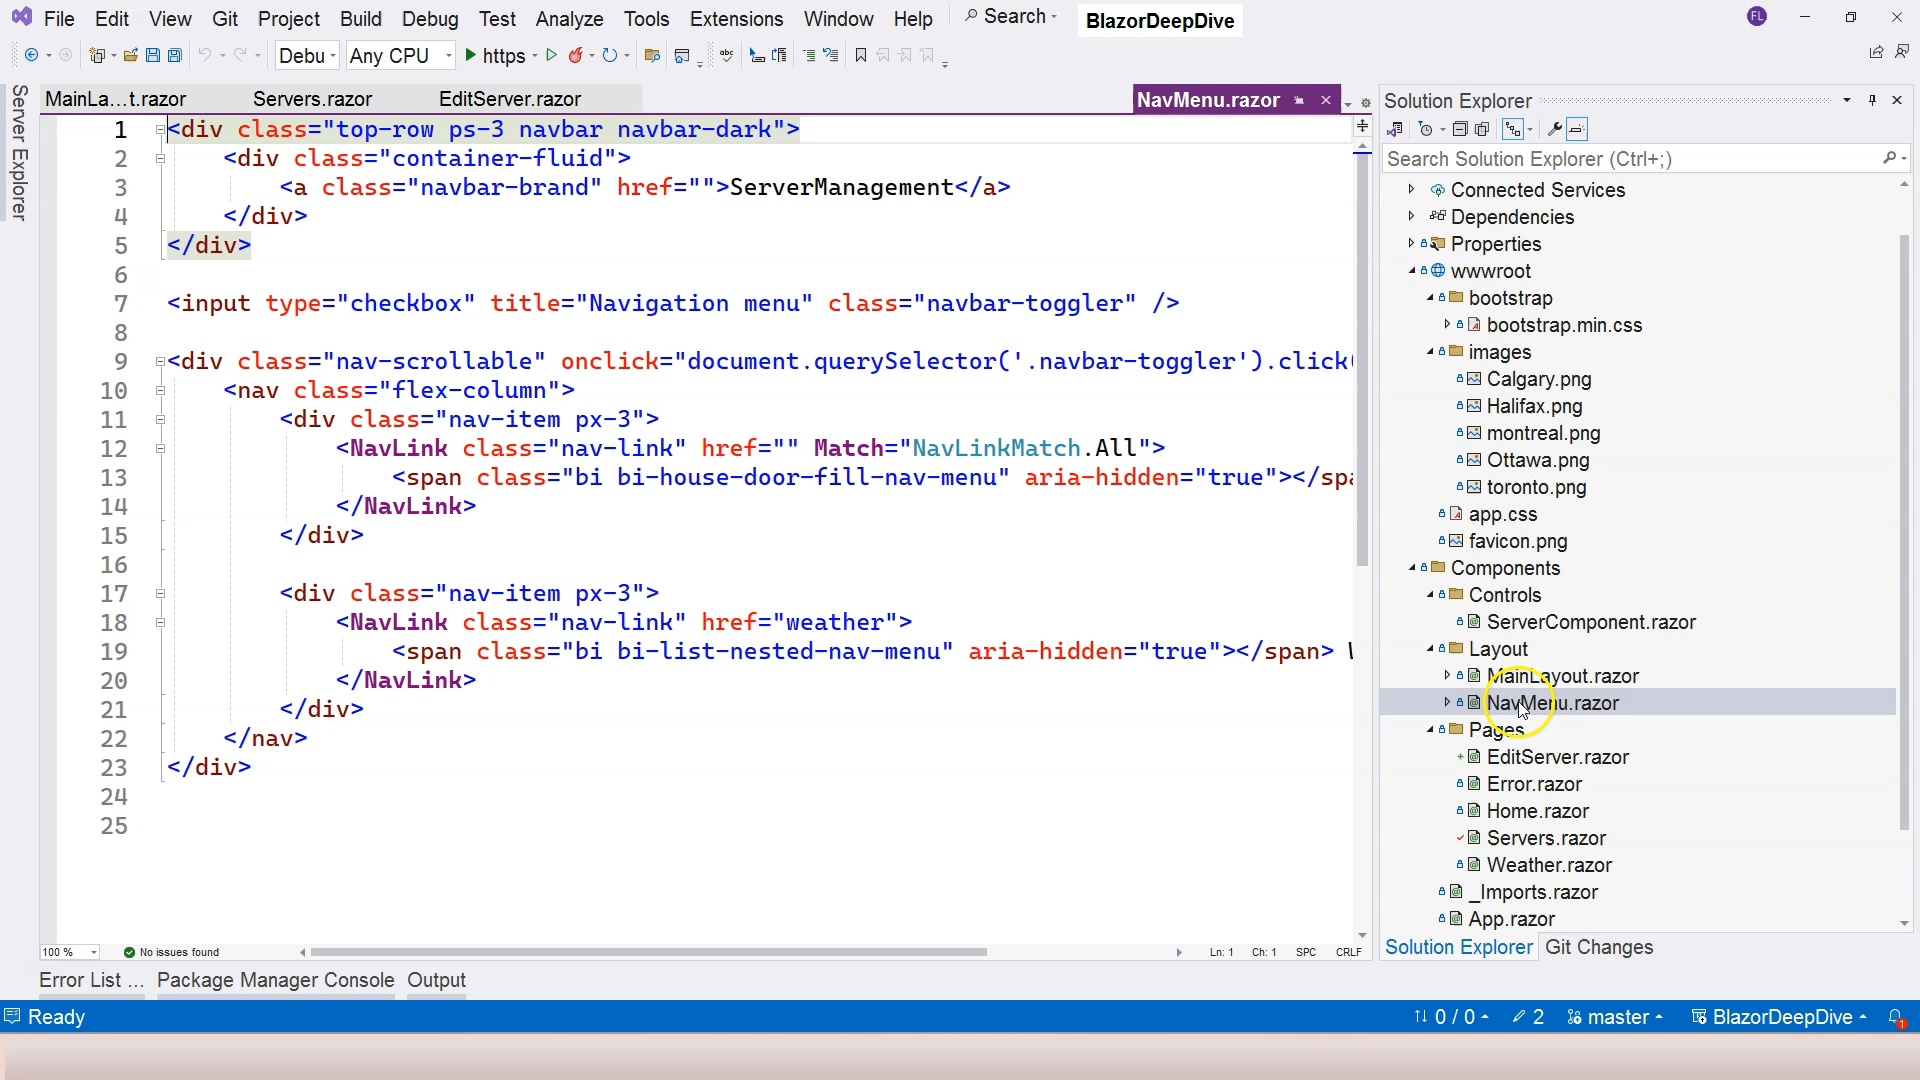 File Edit View Git Project Build Debug Test Analyze Tools Extensions Window Help Search BlazorDeepDive FL
Debu Any CPU https abc
Server Explorer
MainLa...t.razor Servers.razor EditServer.razor NavMenu.razor
1 <div class="top-row ps-3 navbar navbar-dark">
2 <div class="container-fluid">
3 <a class="navbar-brand" href="">ServerManagement</a>
4 </div>
5 </div>
6
7 <input type="checkbox" title="Navigation menu" class="navbar-toggler" />
8
9 <div class="nav-scrollable" onclick="document.querySelector('.navbar-toggler').click(
10 <nav class="flex-column">
11 <div class="nav-item px-3">
12 <NavLink class="nav-link" href="" Match="NavLinkMatch.All">
13 <span class="bi bi-house-door-fill-nav-menu" aria-hidden="true"></spa
14 </NavLink>
15 </div>
16
17 <div class="nav-item px-3">
18 <NavLink class="nav-link" href="weather">
19 <span class="bi bi-list-nested-nav-menu" aria-hidden="true"></span>
20 </NavLink>
21 </div>
22 </nav>
23 </div>
24
25
100 % No issues found Ln: 1 Ch: 1 SPC CRLF
Error List ... Package Manager Console Output
Solution Explorer
Search Solution Explorer (Ctrl+;)
Connected Services
Dependencies
Properties
wwwroot
bootstrap
bootstrap.min.css
images
Calgary.png
Halifax.png
montreal.png
Ottawa.png
toronto.png
app.css
favicon.png
Components
Controls
ServerComponent.razor
Layout
MainLayout.razor
NavMenu.razor
Pages
EditServer.razor
Error.razor
Home.razor
Servers.razor
Weather.razor
_Imports.razor
App.razor
Solution Explorer Git Changes
Ready 0 / 0 2 master BlazorDeepDive 1